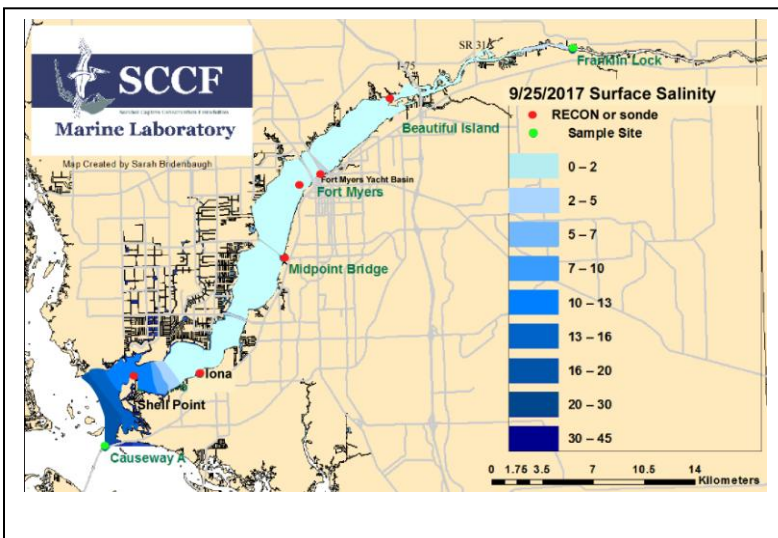 SCCF
Marine Laboratory
Map Created by Sarah Bridenbaugh
I-75
SR 31
Franklin Lock
Beautiful Island
Fort Myers Yacht Basin
Fort Myers
Midpoint Bridge
Iona
Shell Point
Causeway A
9/25/2017 Surface Salinity
RECON or sonde
Sample Site
0 – 2
2 – 5
5 – 7
7 – 10
10 – 13
13 – 16
16 – 20
20 – 30
30 – 45
0 1.75 3.5 7 10.5 14
Kilometers